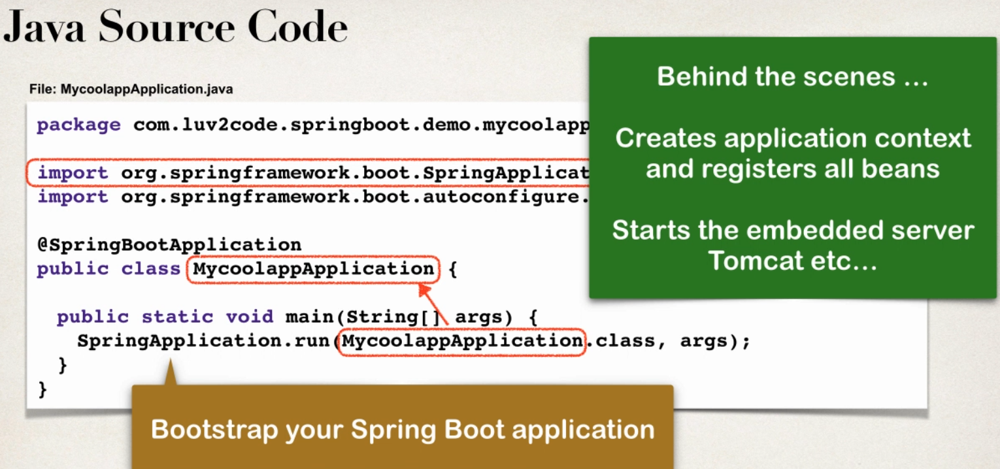 Java Source Code
File: MycoolappApplication.java
package com.luv2code.springboot.demo.mycoolapp
import org.springframework.boot.SpringApplicat
import org.springframework.boot.autoconfigure.
@SpringBootApplication
public class MycoolappApplication {
public static void main(String[] args) {
SpringApplication.run(MycoolappApplication.class, args);
}
}
Behind the scenes ...
Creates application context
and registers all beans
Starts the embedded server
Tomcat etc...
Bootstrap your Spring Boot application